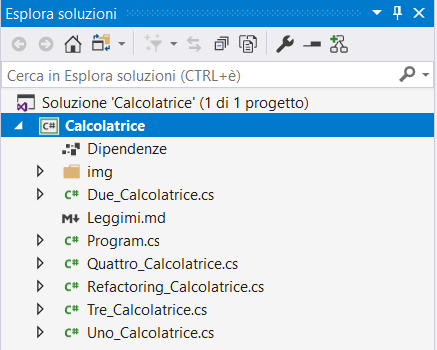 Esplora soluzioni
Cerca in Esplora soluzioni (CTRL+è)
Soluzione 'Calcolatrice' (1 di 1 progetto)
C# Calcolatrice
Dipendenze
img
C# Due_Calcolatrice.cs
M↓ Leggimi.md
C# Program.cs
C# Quattro_Calcolatrice.cs
C# Refactoring_Calcolatrice.cs
C# Tre_Calcolatrice.cs
C# Uno_Calcolatrice.cs